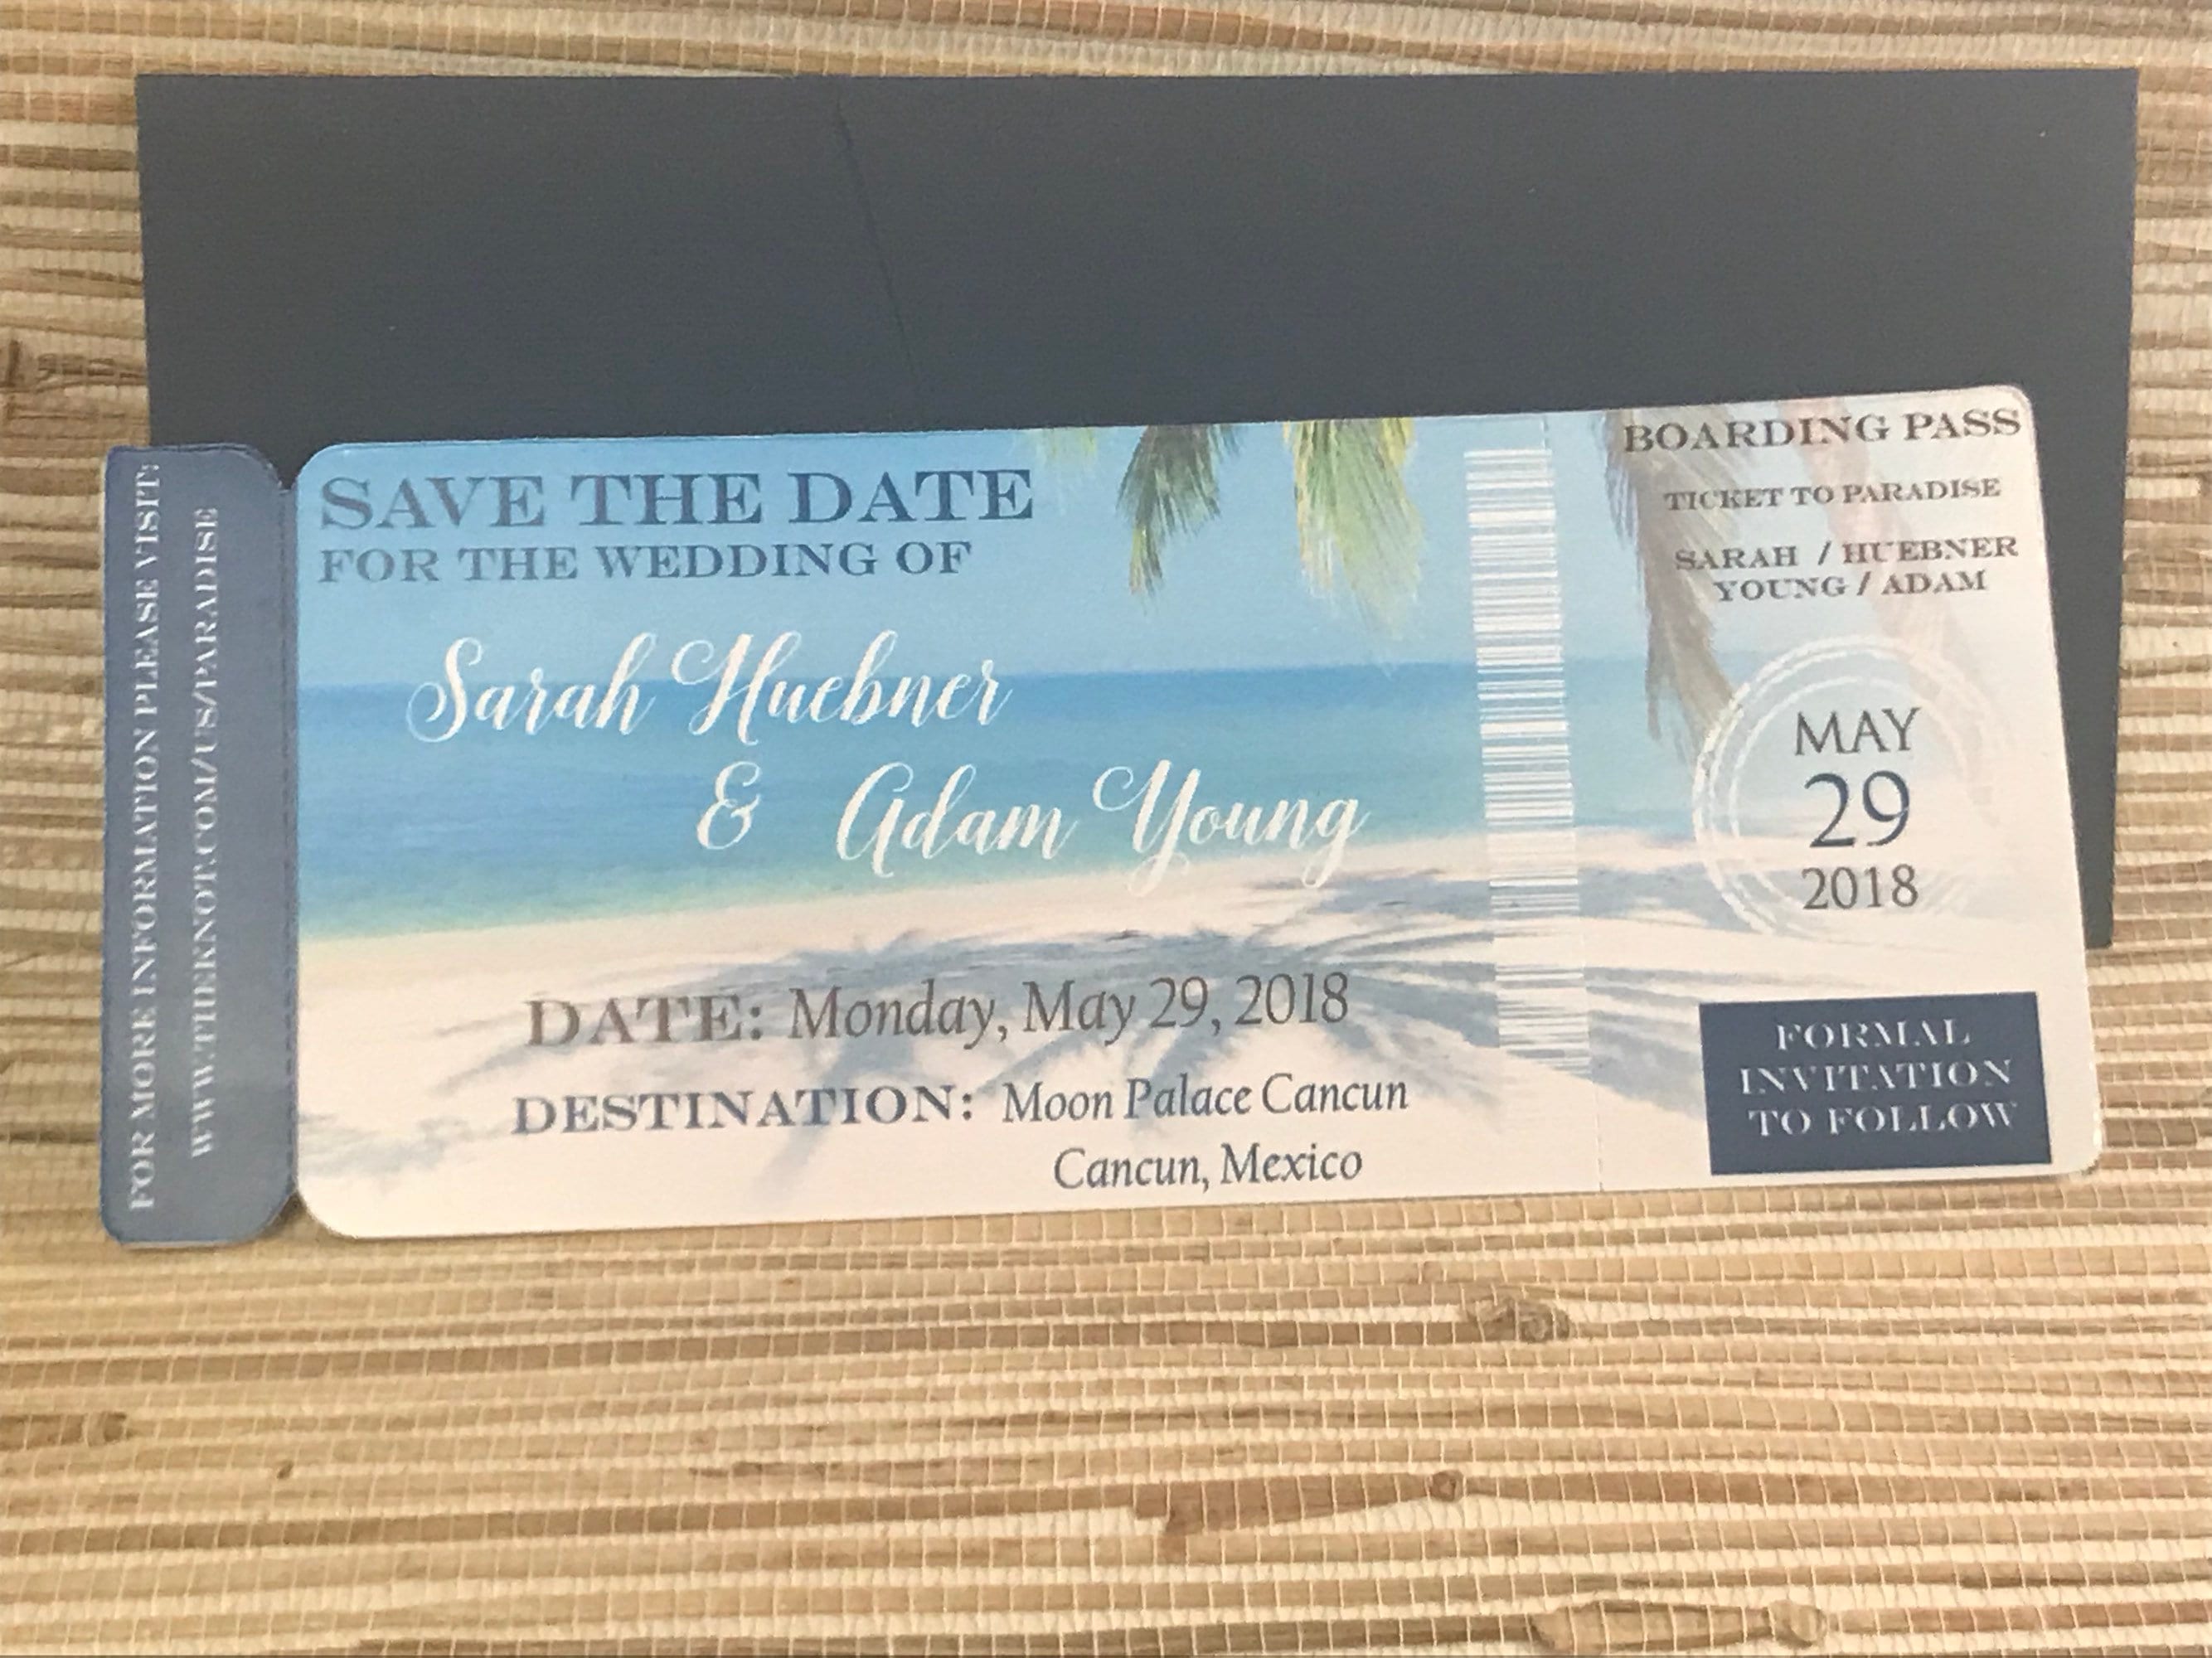 FOR MORE INFORMATION PLEASE VISIT:
WWW.THEKNOT.COM/US/PARADISE
SAVE THE DATE
FOR THE WEDDING OF
Sarah Huebner
& Adam Young
DATE: Monday, May 29, 2018
DESTINATION: Moon Palace Cancun
Cancun, Mexico
BOARDING PASS
TICKET TO PARADISE
SARAH / HUEBNER
YOUNG / ADAM
MAY
29
2018
FORMAL
INVITATION
TO FOLLOW